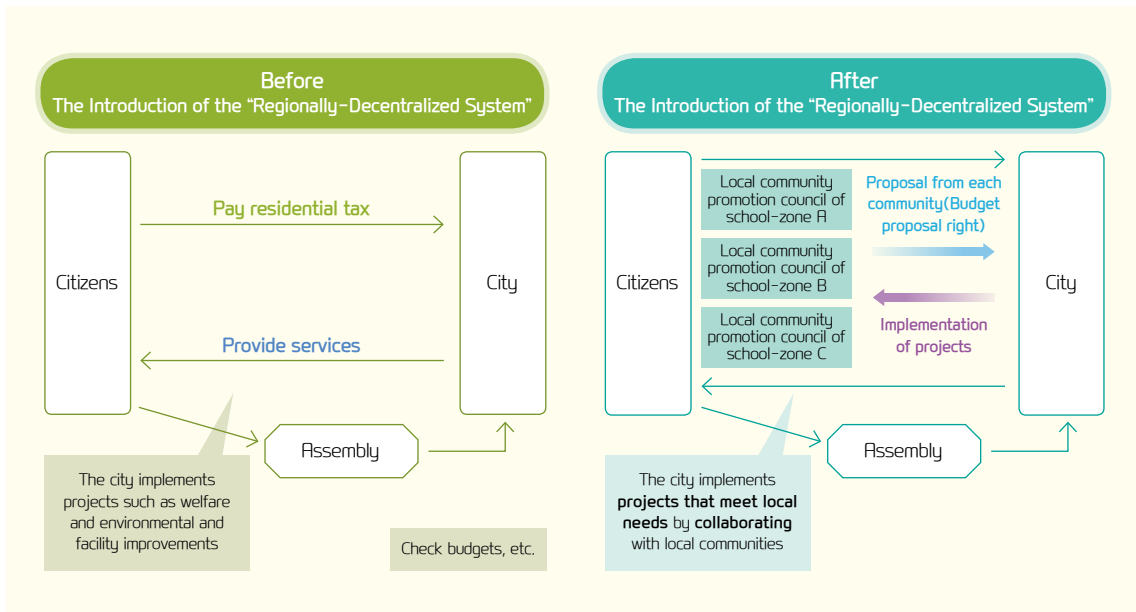 Before
The Introduction of the “Regionally-Decentralized System”
Pay residential tax
Citizens
City
Provide services
Assembly
The city implements
projects such as welfare
and environmental and
facility improvements
Check budgets, etc.
After
The Introduction of the “Regionally-Decentralized System”
Citizens
Local community
promotion council of
school-zone A
Local community
promotion council of
school-zone B
Local community
promotion council of
school-zone C
Proposal from each
community(Budget
proposal right)
Implementation
of projects
City
Assembly
The city implements
projects that meet local
needs by collaborating
with local communities